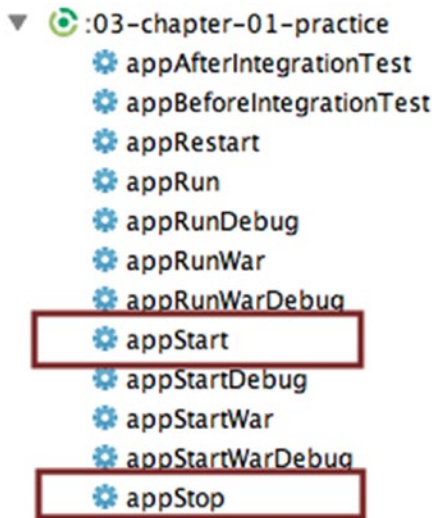 :03-chapter-01-practice
appAfterIntegrationTest
appBeforeIntegrationTest
appRestart
appRun
appRunDebug
appRunWar
appRunWarDebug
appStart
appStartDebug
appStartWar
appStartWarDebug
appStop